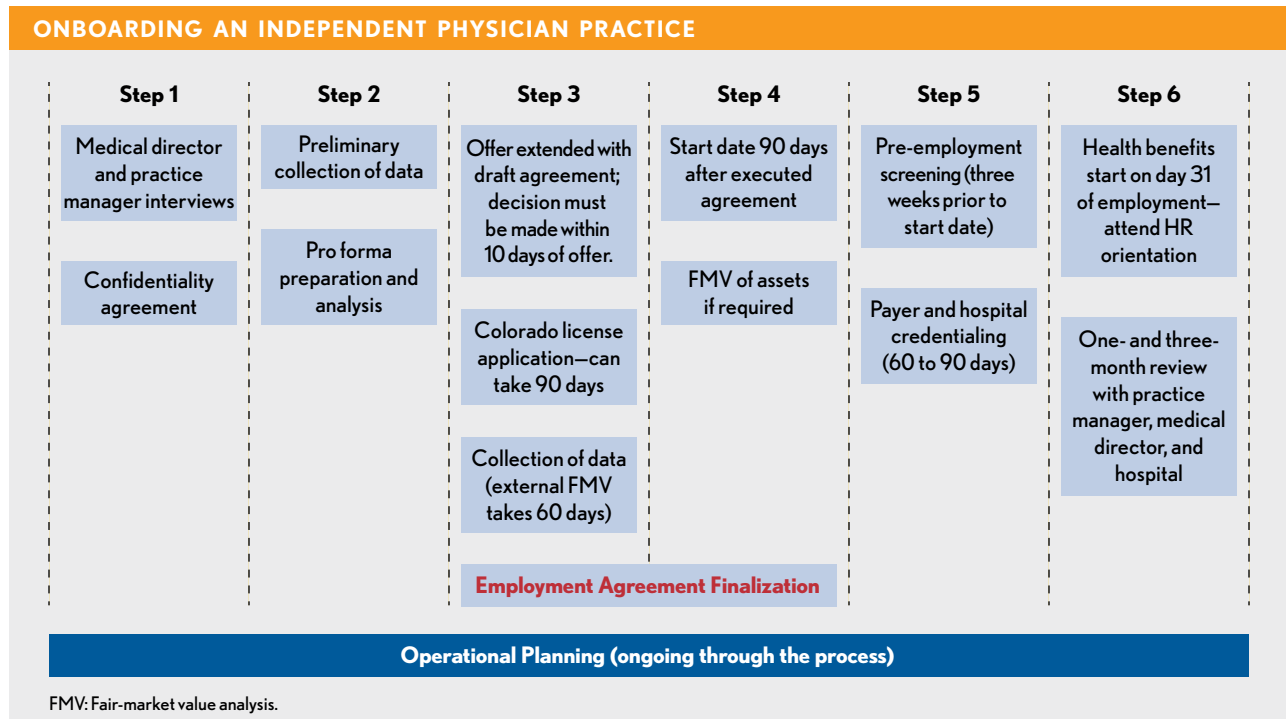 ONBOARDING AN INDEPENDENT PHYSICIAN PRACTICE
Step 1
Medical director
and practice
manager interviews
Confidentiality
agreement
Step 2
Preliminary
collection of data
Pro forma
preparation and
analysis
Step 3
Offer extended with
draft agreement;
decision must
be made within
10 days of offer.
Colorado license
application—can
take 90 days
Collection of data
(external FMV
takes 60 days)
Step 4
Start date 90 days
after executed
agreement
FMV of assets
if required
Employment Agreement Finalization
Step 5
Pre-employment
screening (three
weeks prior to
start date)
Payer and hospital
credentialing
(60 to 90 days)
Step 6
Health benefits
start on day 31
of employment—
attend HR
orientation
One- and three-
month review
with practice
manager, medical
director, and
hospital
Operational Planning (ongoing through the process)
FMV: Fair-market value analysis.